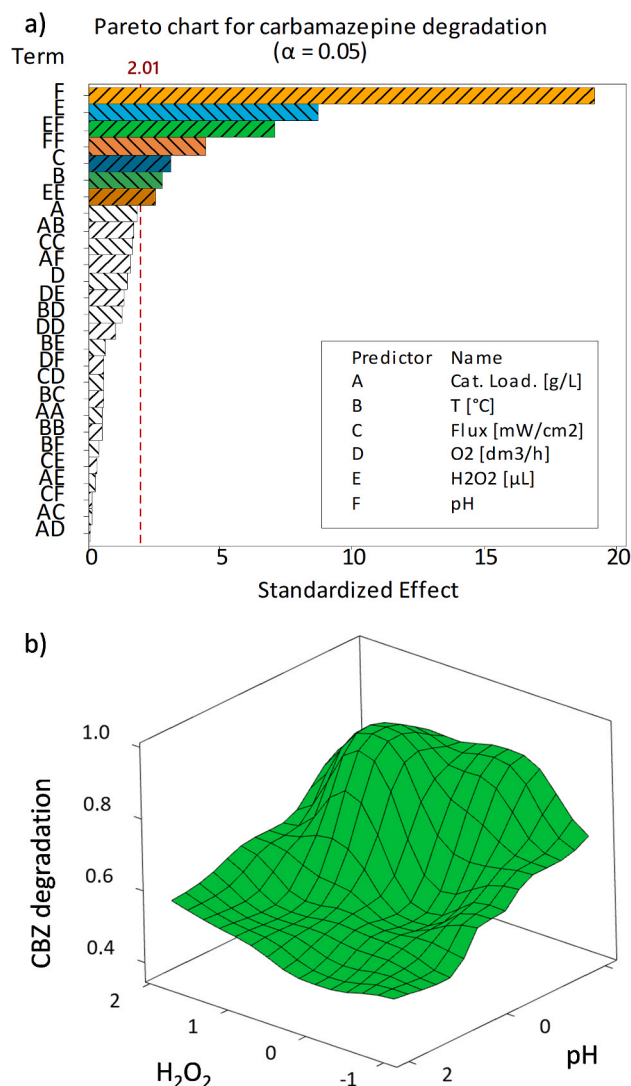 a)
Pareto chart for carbamazepine degradation
(α = 0.05)
Term
2.01
F
E
EF
FF
C
B
EE
A
AB
CC
AF
D
DE
BD
DD
BE
DF
CD
BC
AA
BB
BF
CE
AE
CF
AC
AD
Predictor Name
A Cat. Load. [g/L]
B T [°C]
C Flux [mW/cm2]
D O2 [dm3/h]
E H2O2 [µL]
F pH
0 5 10 15 20
Standardized Effect
b)
1.0
0.8
0.6
0.4
CBZ degradation
2 1 0 -1
H₂O₂
2 0
pH